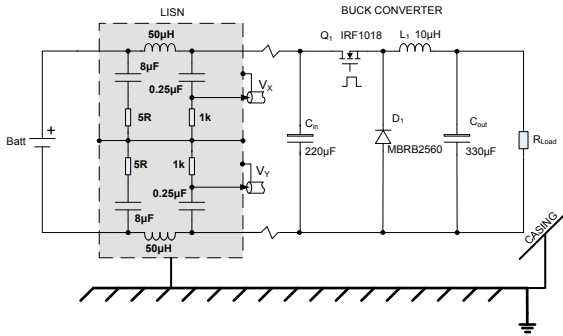 LISN
BUCK CONVERTER
50µH
Q1 IRF1018
L1 10µH
8µF
0.25µF
VX
5R
1k
Cin
220µF
D1
MBRB2560
Cout
330µF
RLoad
Batt
+
5R
1k
VY
0.25µF
8µF
50µH
CASING